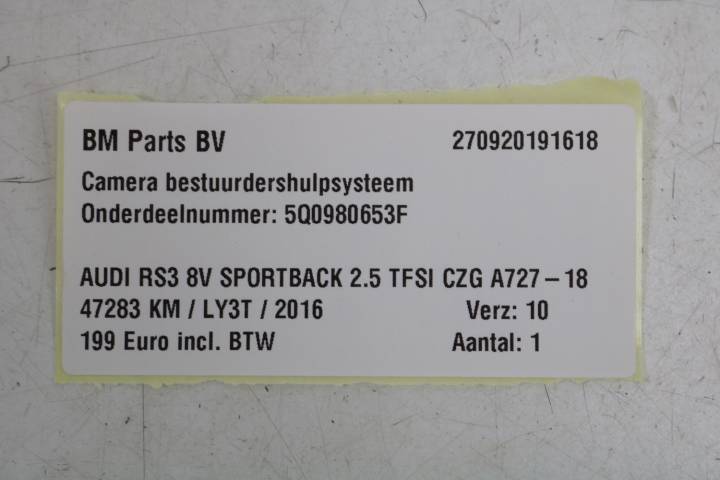 BM Parts BV 270920191618
Camera bestuurdershulpsysteem
Onderdeelnummer: 5Q0980653F
AUDI RS3 8V SPORTBACK 2.5 TFSI CZG A727 – 18
47283 KM / LY3T / 2016 Verz: 10
199 Euro incl. BTW Aantal: 1